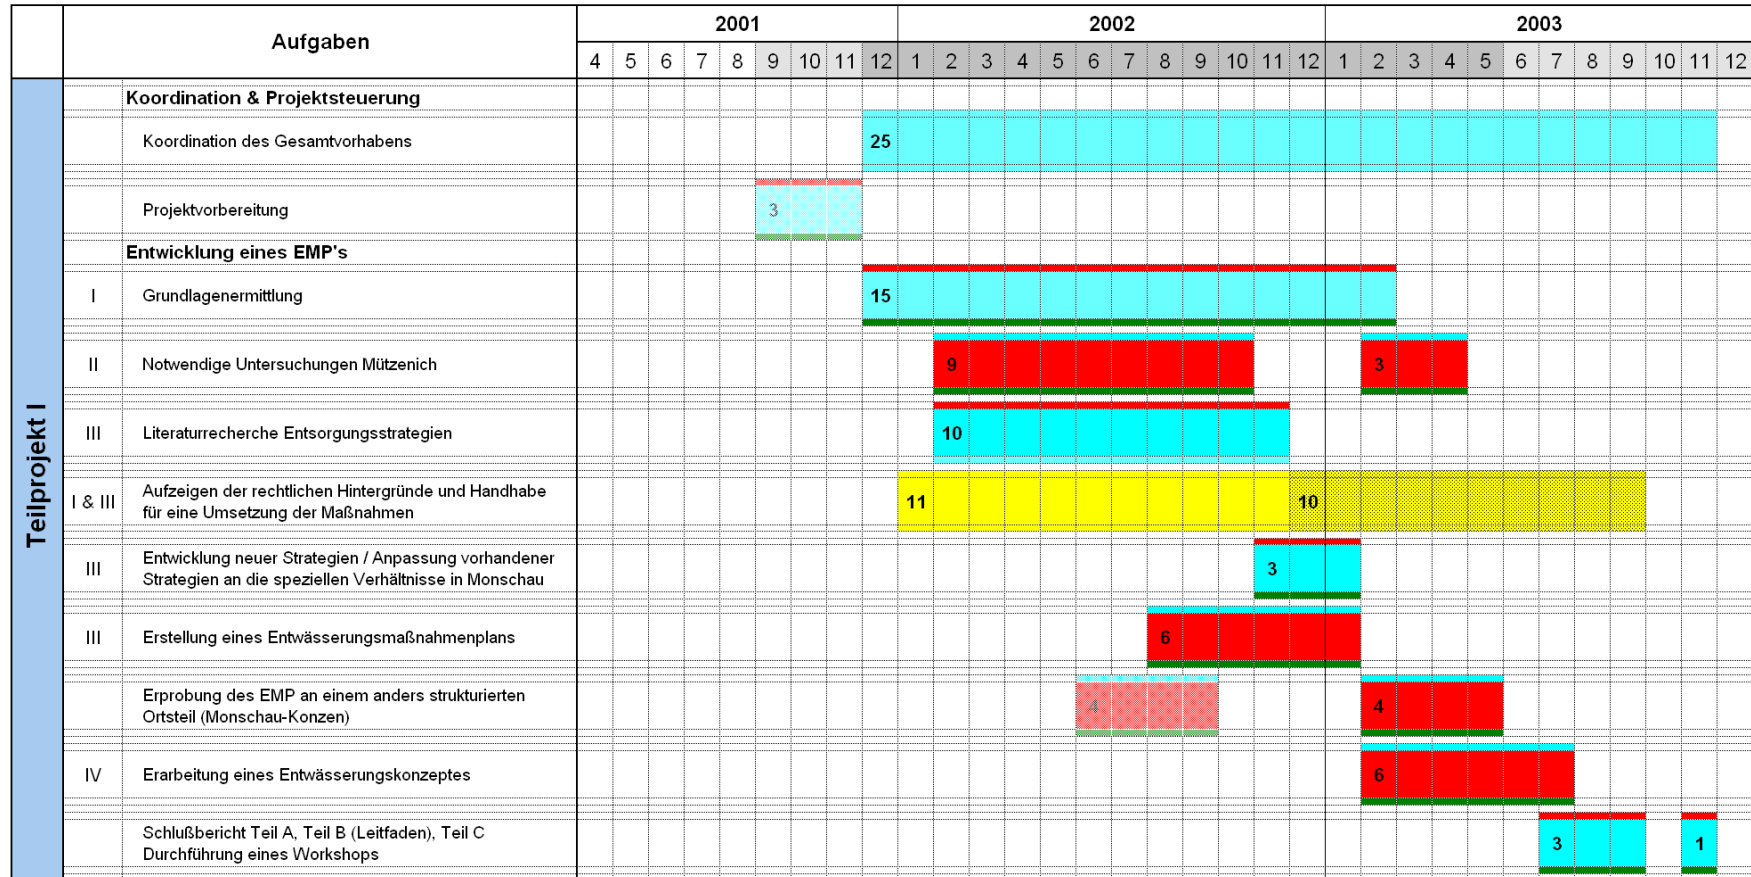 Aufgaben
2001 2002 2003
4 5 6 7 8 9 10 11 12 1 2 3 4 5 6 7 8 9 10 11 12 1 2 3 4 5 6 7 8 9 10 11 12
Teilprojekt I
Koordination & Projektsteuerung
Koordination des Gesamtvorhabens 25
Projektvorbereitung 3
Entwicklung eines EMP's
I Grundlagenermittlung 15
II Notwendige Untersuchungen Mützenich 9 3
III Literaturrecherche Entsorgungsstrategien 10
I & III Aufzeigen der rechtlichen Hintergründe und Handhabe
für eine Umsetzung der Maßnahmen 11 10
III Entwicklung neuer Strategien / Anpassung vorhandener
Strategien an die speziellen Verhältnisse in Monschau 3
III Erstellung eines Entwässerungsmaßnahmenplans 6
Erprobung des EMP an einem anders strukturierten
Ortsteil (Monschau-Konzen) 4 4
IV Erarbeitung eines Entwässerungskonzeptes 6
Schlußbericht Teil A, Teil B (Leitfaden), Teil C
Durchführung eines Workshops 3 1